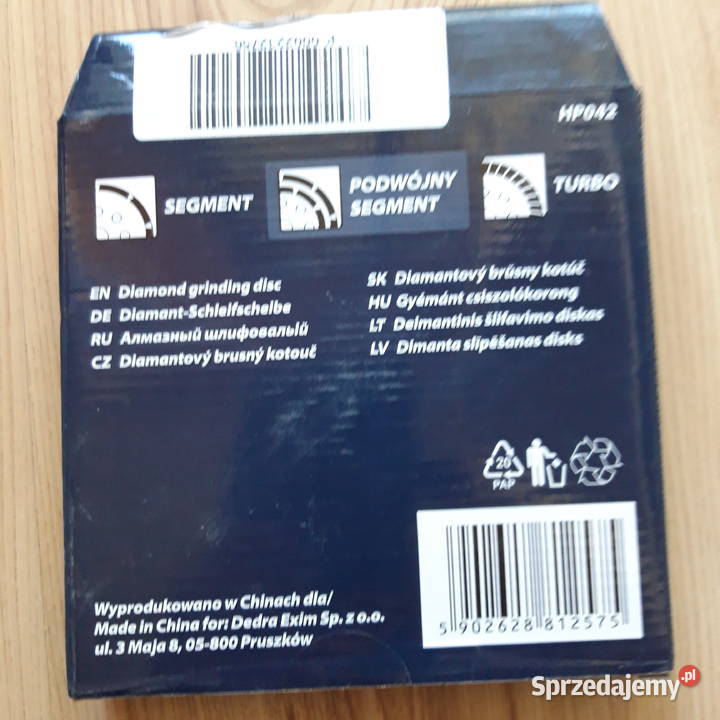 HP042
SEGMENT
PODWÓJNY
SEGMENT
TURBO
EN Diamond grinding disc
DE Diamant-Schleifscheibe
RU Алмазный шлифовальый
CZ Diamantový brusný kotouč
SK Diamantový brúsny kotúč
HU Gyémánt csiszolókorong
LT Deimantinis šlifavimo diskas
LV Dimanta slīpēšanas disks
20
PAP
Wyprodukowano w Chinach dla/
Made in China for: Dedra Exim Sp. z o.o.
ul. 3 Maja 8, 05-800 Pruszków
5 902628 812575
Sprzedajemy.pl